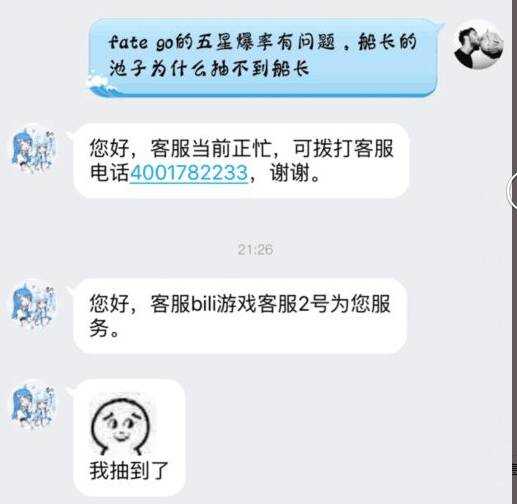 fate go的五星爆率有问题，船长的
池子为什么抽不到船长
您好，客服当前正忙，可拨打客服
电话4001782233，谢谢。
21:26
您好，客服bili游戏客服2号为您服
务。
我抽到了